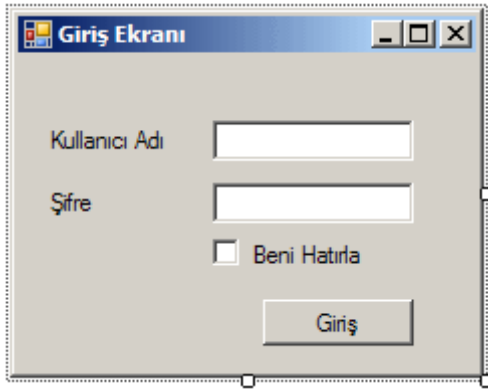 Giriş Ekranı
Kullanıcı Adı
Şifre
Beni Hatırla
Giriş